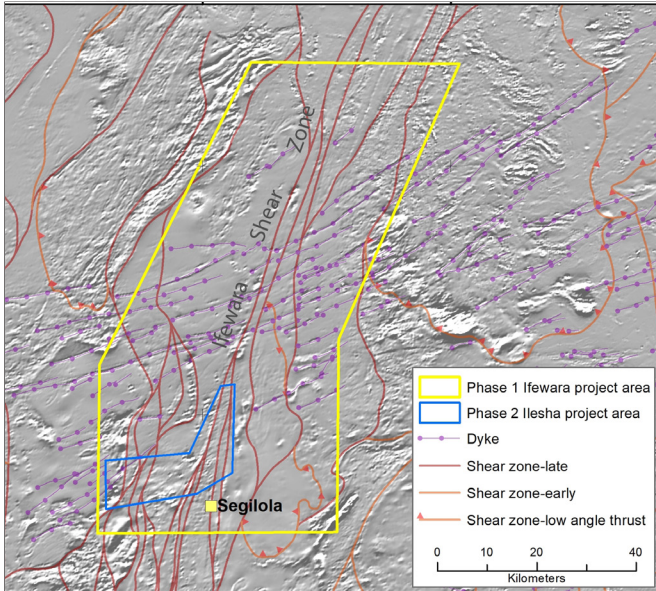 Ifewara Shear Zone
Segilola
Phase 1 Ifewara project area
Phase 2 Ilesha project area
Dyke
Shear zone-late
Shear zone-early
Shear zone-low angle thrust
0 10 20 30 40
Kilometers